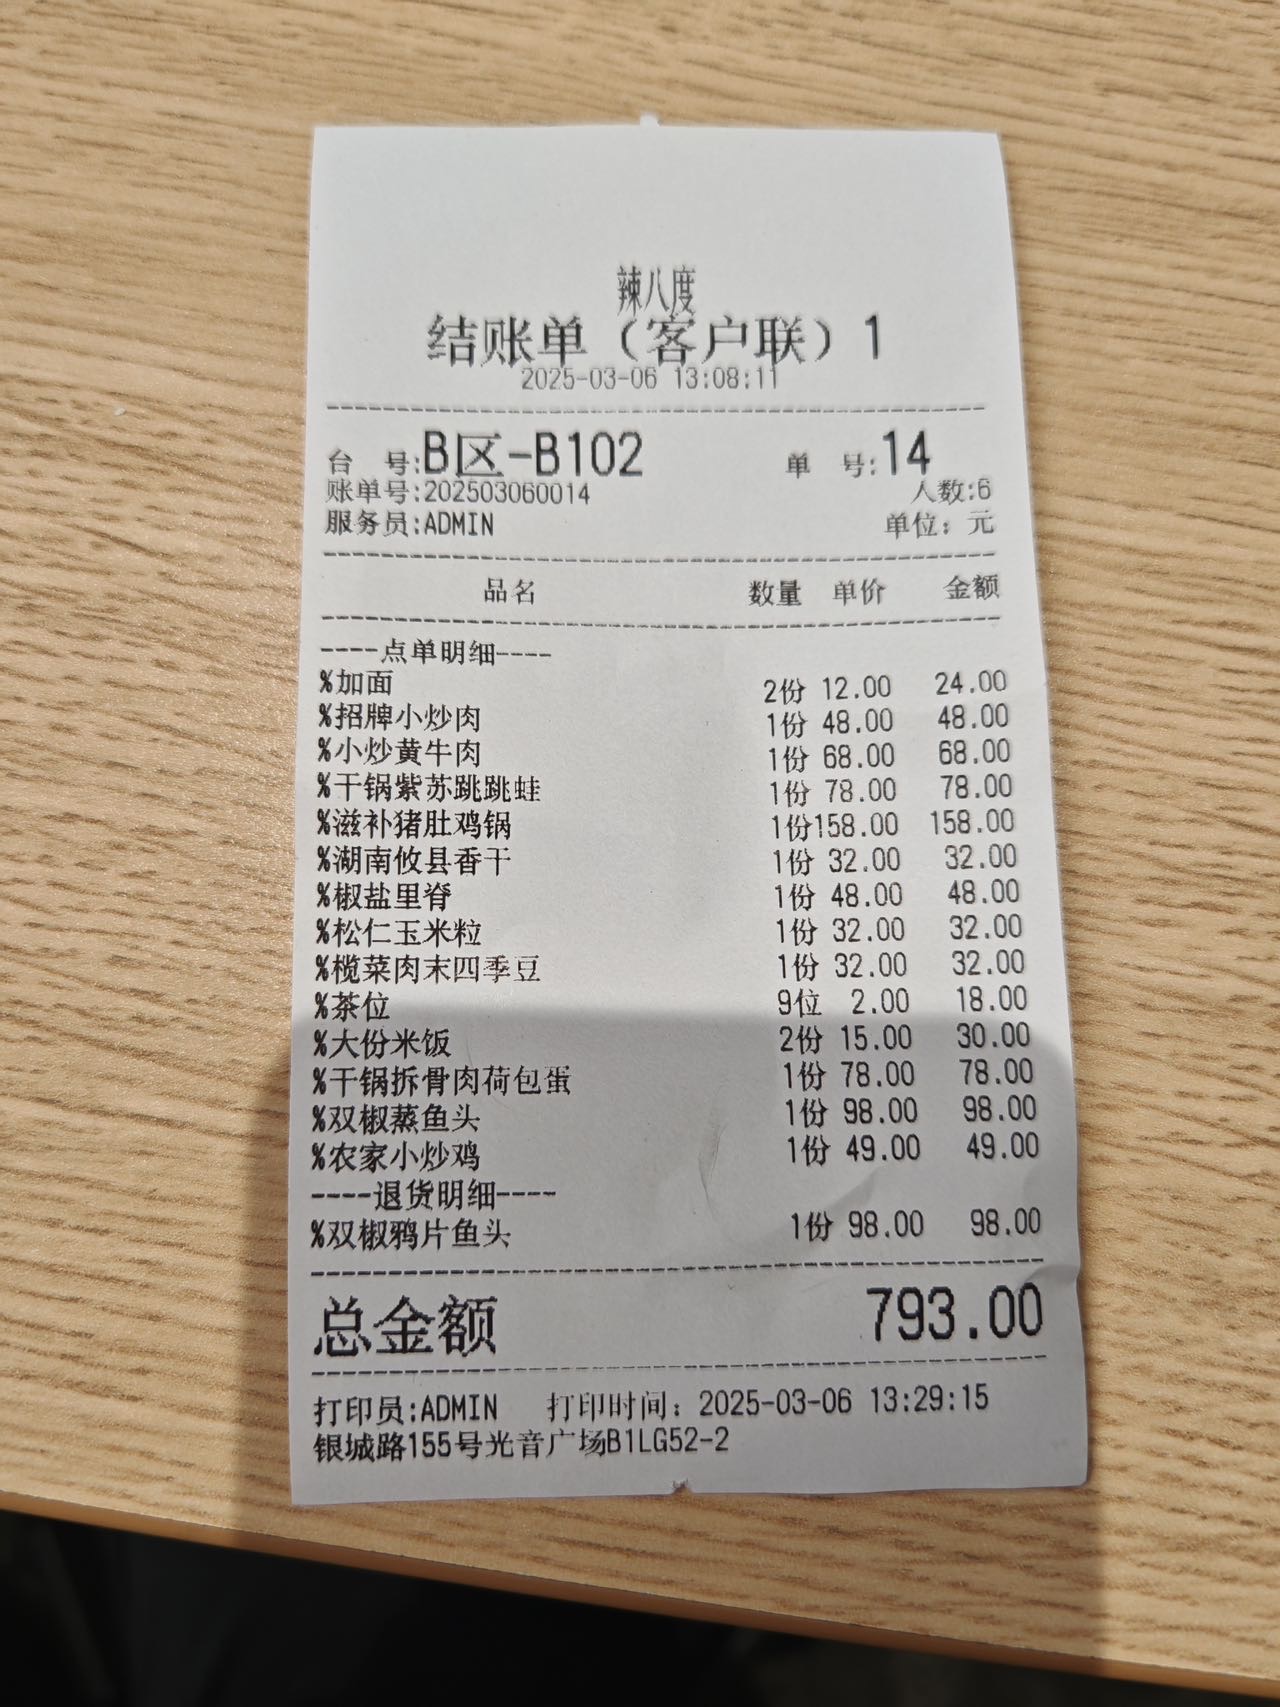 辣八度
结账单（客户联）1
2025-03-06 13:08:11
台 号:B区-B102 单 号:14
账单号:202503060014 人数:6
服务员:ADMIN 单位：元
品名 数量 单价 金额
----点单明细----
%加面 2份 12.00 24.00
%招牌小炒肉 1份 48.00 48.00
%小炒黄牛肉 1份 68.00 68.00
%干锅紫苏跳跳蛙 1份 78.00 78.00
%滋补猪肚鸡锅 1份158.00 158.00
%湖南攸县香干 1份 32.00 32.00
%椒盐里脊 1份 48.00 48.00
%松仁玉米粒 1份 32.00 32.00
%榄菜肉末四季豆 1份 32.00 32.00
%茶位 9位 2.00 18.00
%大份米饭 2份 15.00 30.00
%干锅拆骨肉荷包蛋 1份 78.00 78.00
%双椒蒸鱼头 1份 98.00 98.00
%农家小炒鸡 1份 49.00 49.00
----退货明细----
%双椒鸦片鱼头 1份 98.00 98.00
总金额 793.00
打印员:ADMIN 打印时间：2025-03-06 13:29:15
银城路155号光音广场B1LG52-2